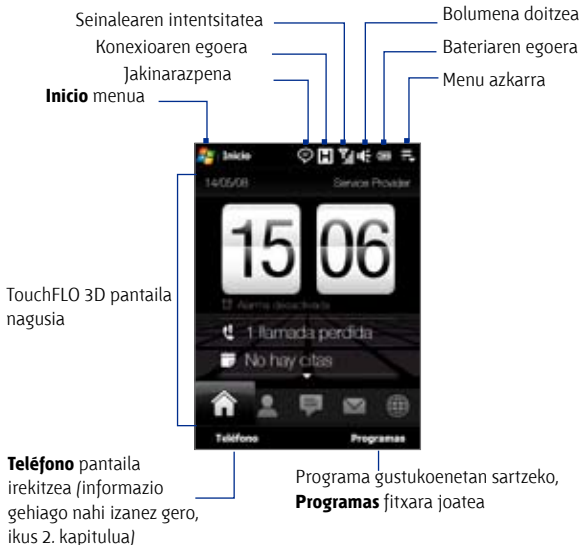 Seinalearen intentsitatea
Bolumena doitzea
Konexioaren egoera
Bateriaren egoera
Jakinarazpena
Menu azkarra
Inicio menua
Inicio
14/05/08
Service Provider
15 06
Alarma desactivada
1 llamada perdida
No hay citas
TouchFLO 3D pantaila
nagusia
Teléfono
Programas
Teléfono pantaila
irekitzea (informazio
gehiago nahi izanez gero,
ikus 2. kapitulua)
Programa gustukoenetan sartzeko,
Programas fitxara joatea